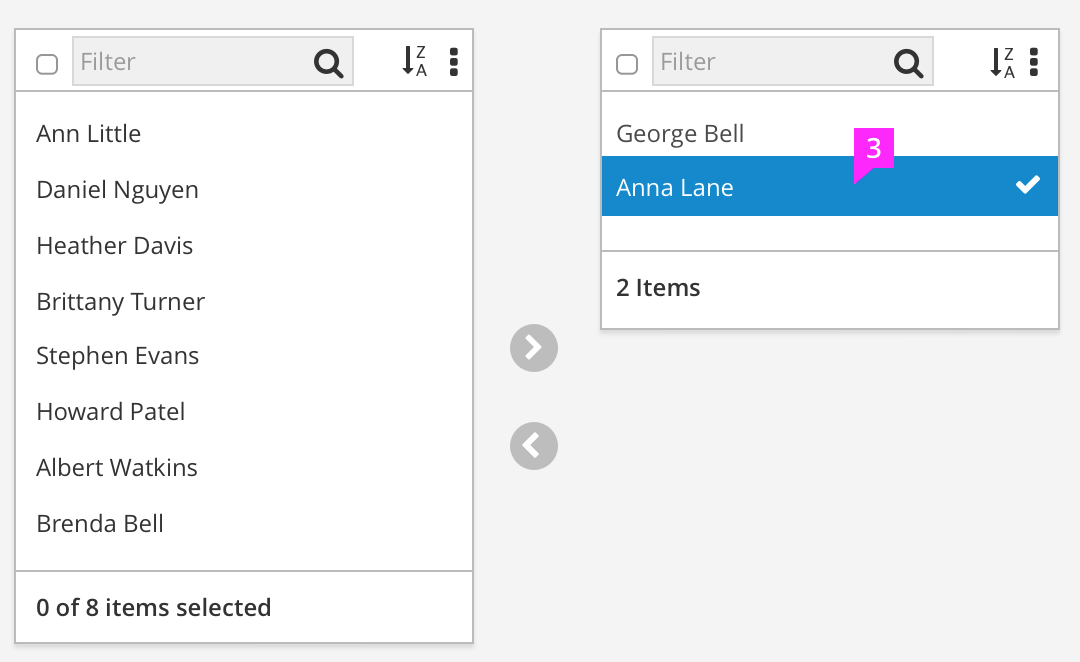 Filter
Z
A
Ann Little
Daniel Nguyen
Heather Davis
Brittany Turner
Stephen Evans
Howard Patel
Albert Watkins
Brenda Bell
0 of 8 items selected
Filter
Z
A
George Bell
3
Anna Lane
2 Items